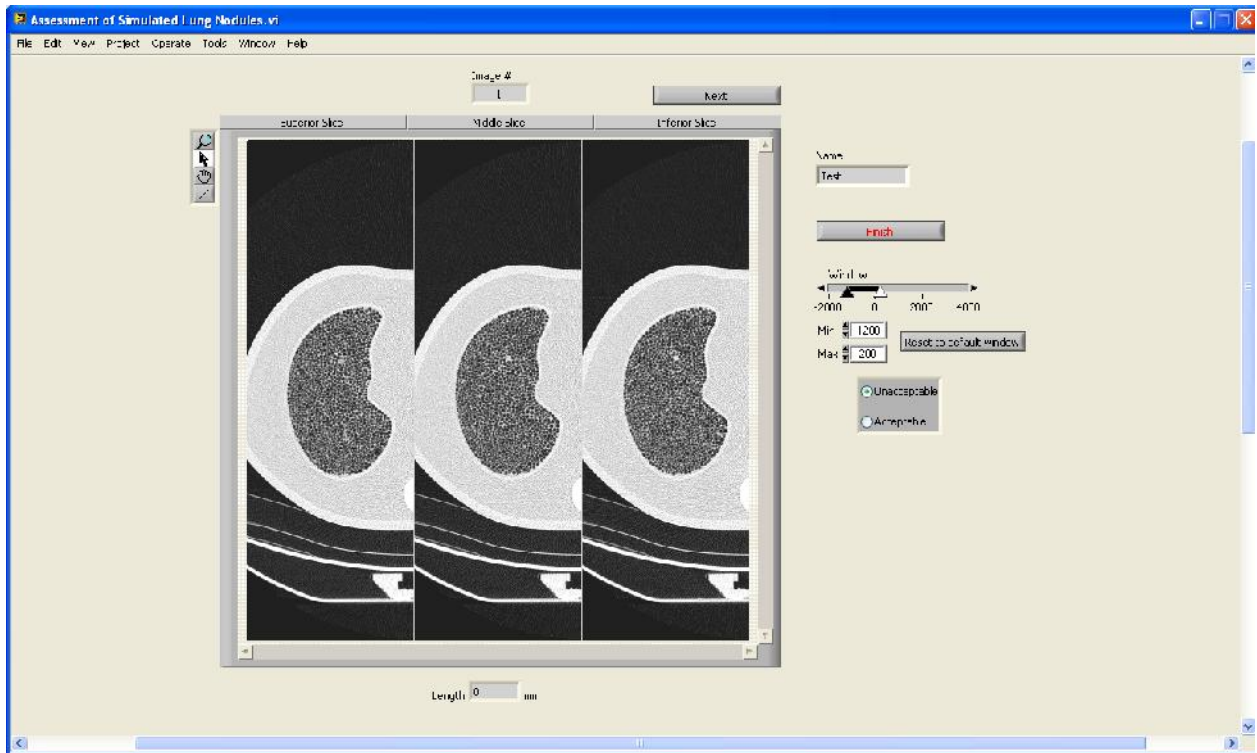 Assessment of Simulated Lung Nodules.vi
File Edit View Project Operate Tools Window Help
Image #
1
Next
Superior Slice Middle Slice Inferior Slice
Name
Test
Finish
Window
-2000 0 2000 4000
Min 1200
Max 200
Reset to default window
Unacceptable
Acceptable
Length 0 mm